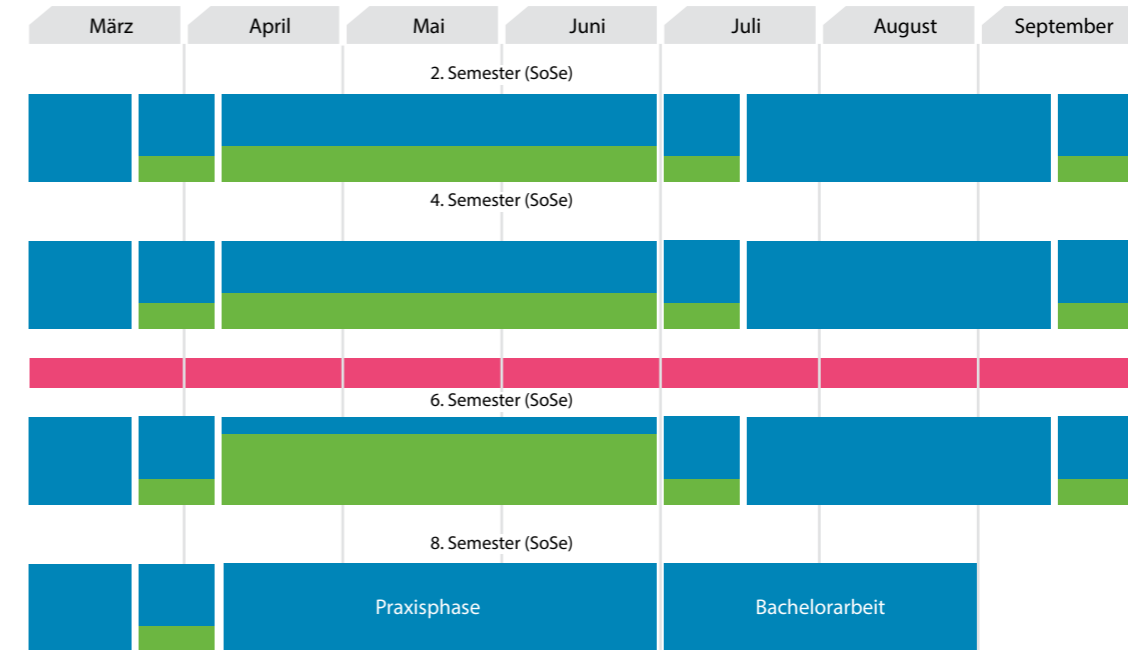 März April Mai Juni Juli August September
2. Semester (SoSe)
4. Semester (SoSe)
6. Semester (SoSe)
8. Semester (SoSe)
Praxisphase Bachelorarbeit